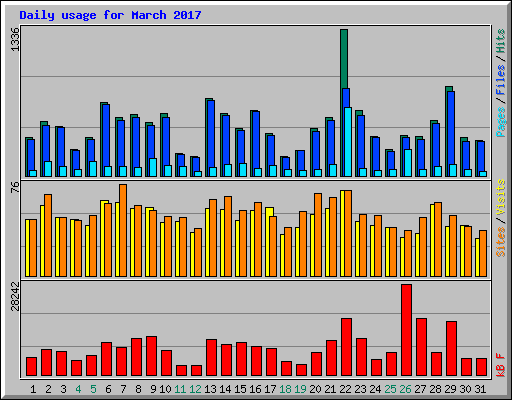 Daily usage for March 2017
1336
Pages / Files / Hits
76
Sites / Visits
28242
kB F
1 2 3 4 5 6 7 8 9 10 11 12 13 14 15 16 17 18 19 20 21 22 23 24 25 26 27 28 29 30 31